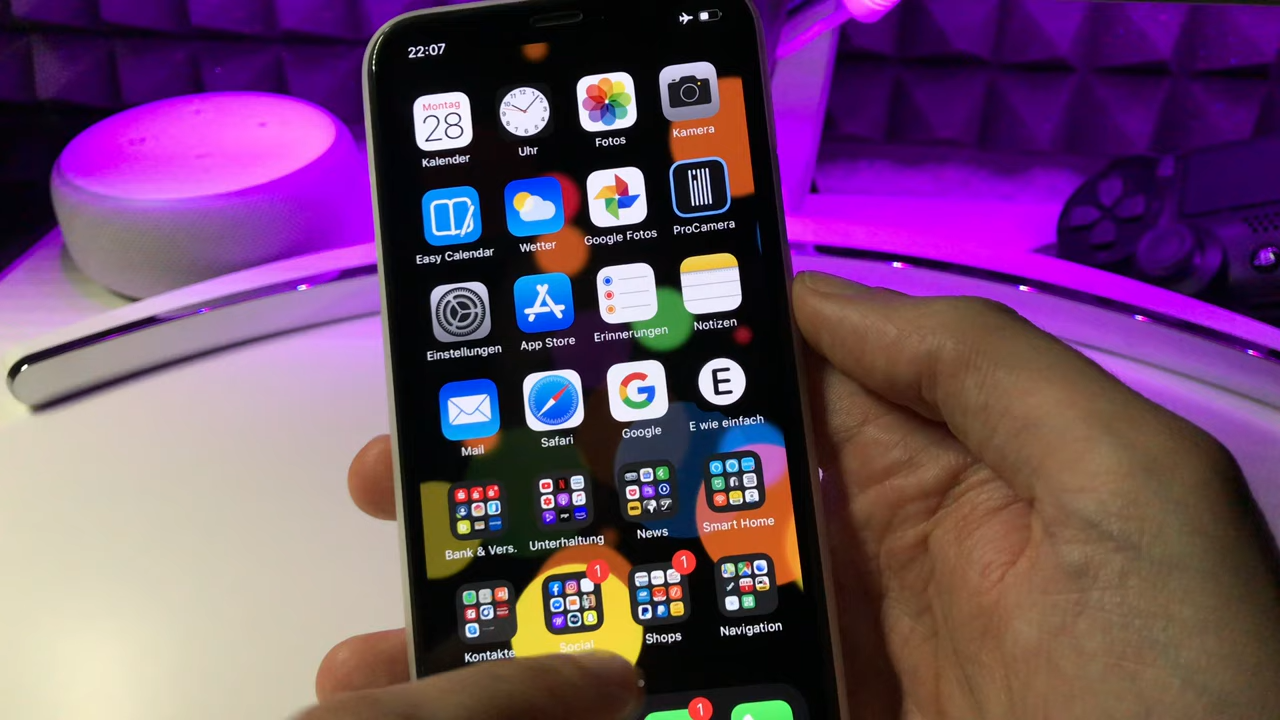 22:07
Montag
28
Kalender
Uhr
Fotos
Kamera
Easy Calendar
Wetter
Google Fotos
ProCamera
Einstellungen
App Store
Erinnerungen
Notizen
Mail
Safari
G
Google
E
E wie einfach
Bank & Vers.
Unterhaltung
News
Smart Home
1
1
Kontakte
Social
Shops
Navigation
1